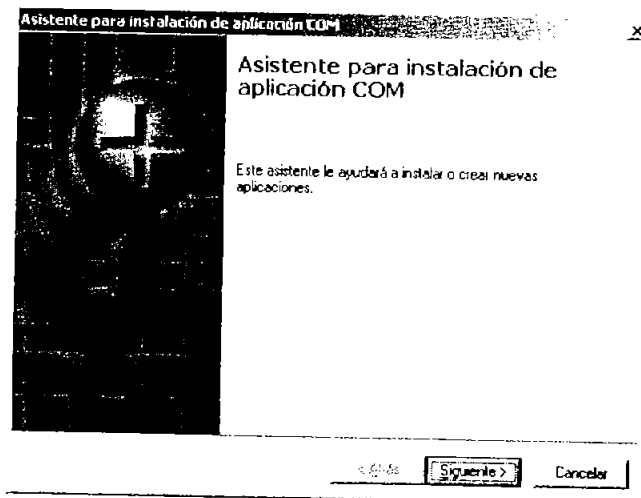 Asistente para instalación de aplicación COM
Asistente para instalación de
aplicación COM
Este asistente le ayudará a instalar o crear nuevas
aplicaciones.
< Atrás Siguiente > Cancelar